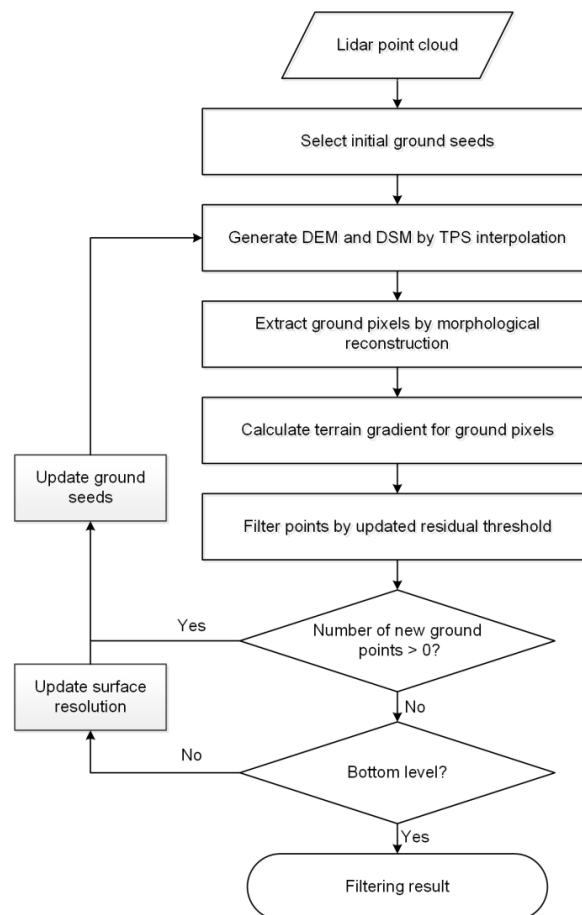 Lidar point cloud
Select initial ground seeds
Generate DEM and DSM by TPS interpolation
Extract ground pixels by morphological
reconstruction
Calculate terrain gradient for ground pixels
Update ground
seeds
Filter points by updated residual threshold
Yes
Number of new ground
points > 0?
Update surface
resolution
No
No
Bottom level?
Yes
Filtering result